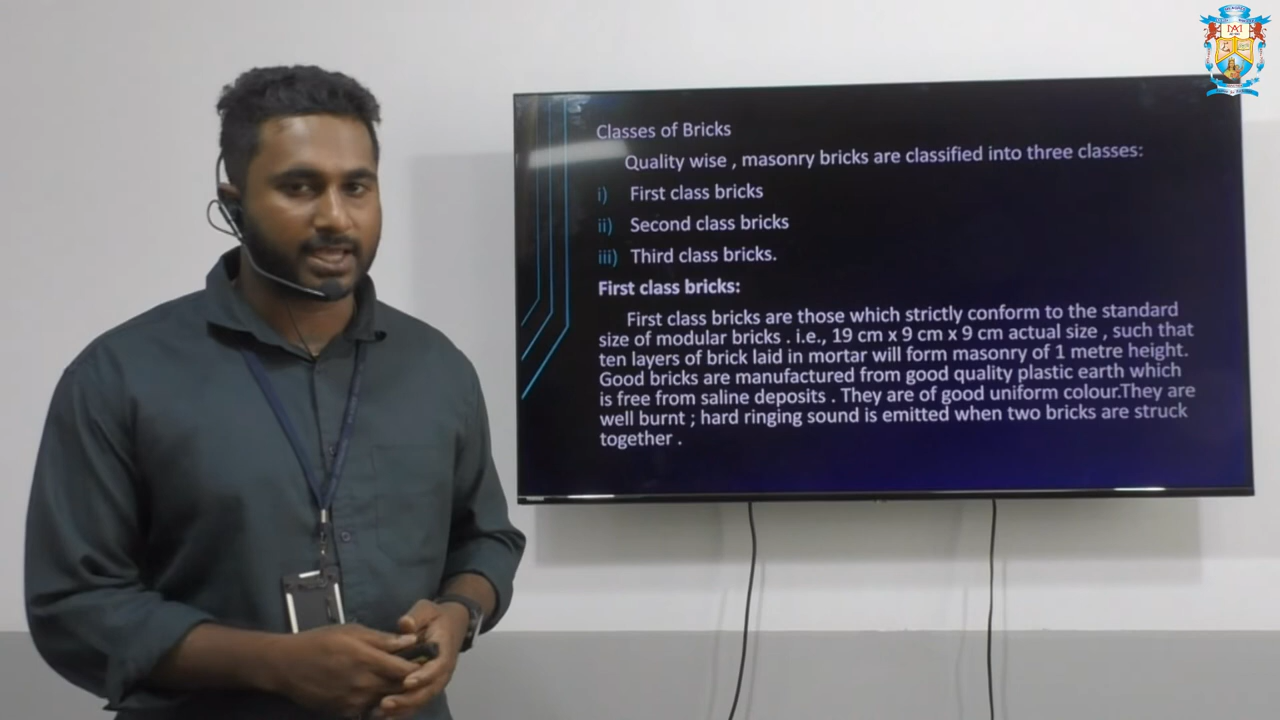 Classes of Bricks
Quality wise , masonry bricks are classified into three classes:
i) First class bricks
ii) Second class bricks
iii) Third class bricks.
First class bricks:
First class bricks are those which strictly conform to the standard
size of modular bricks . i.e., 19 cm x 9 cm x 9 cm actual size , such that
ten layers of brick laid in mortar will form masonry of 1 metre height.
Good bricks are manufactured from good quality plastic earth which
is free from saline deposits . They are of good uniform colour.They are
well burnt ; hard ringing sound is emitted when two bricks are struck
together .